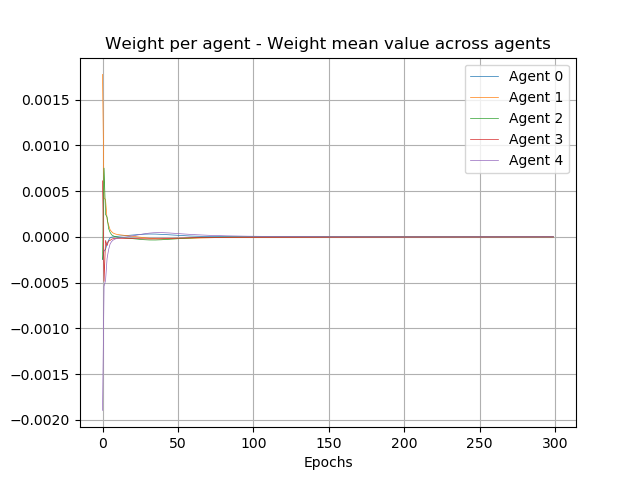 Weight per agent - Weight mean value across agents
Agent 0
Agent 1
Agent 2
Agent 3
Agent 4
0.0015
0.0010
0.0005
0.0000
−0.0005
−0.0010
−0.0015
−0.0020
0 50 100 150 200 250 300
Epochs